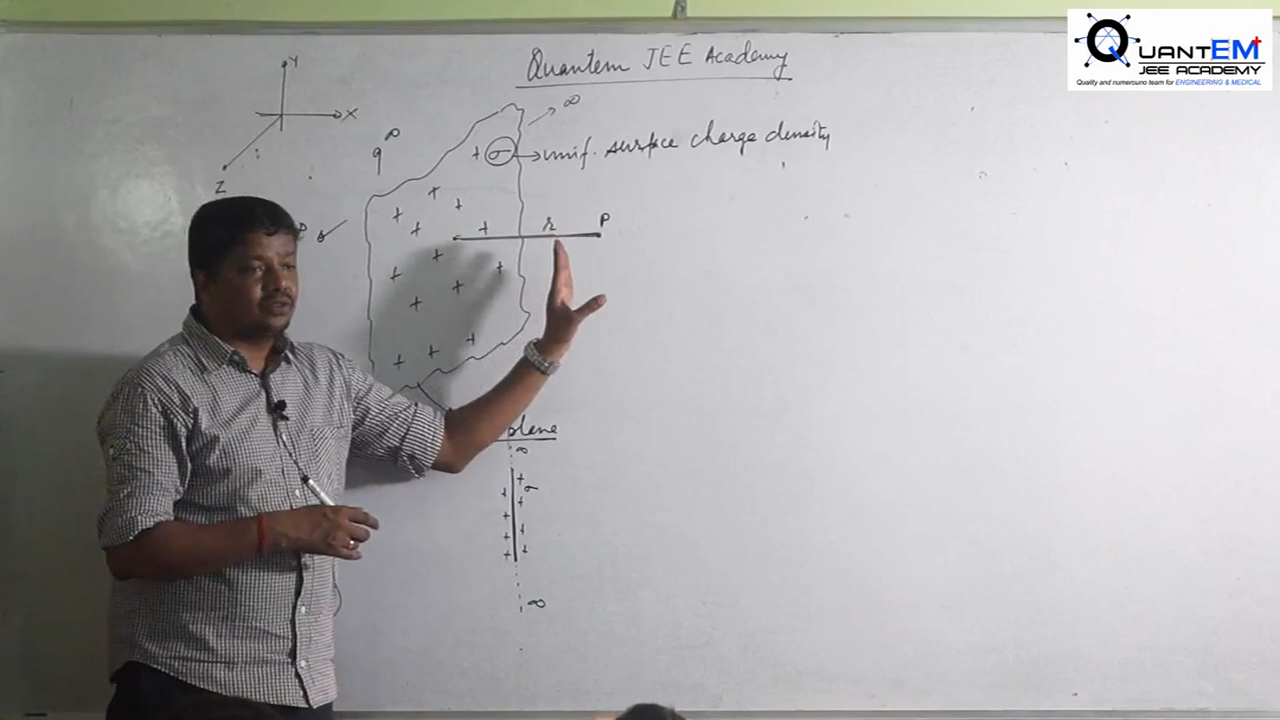 Quantem JEE Academy
QUANTEM
JEE ACADEMY
Quality and numerouno team for ENGINEERING & MEDICAL
Y
X
Z
∞
∞
+ σ → unif. surface charge density
P
r
P
plane
∞
σ
∞